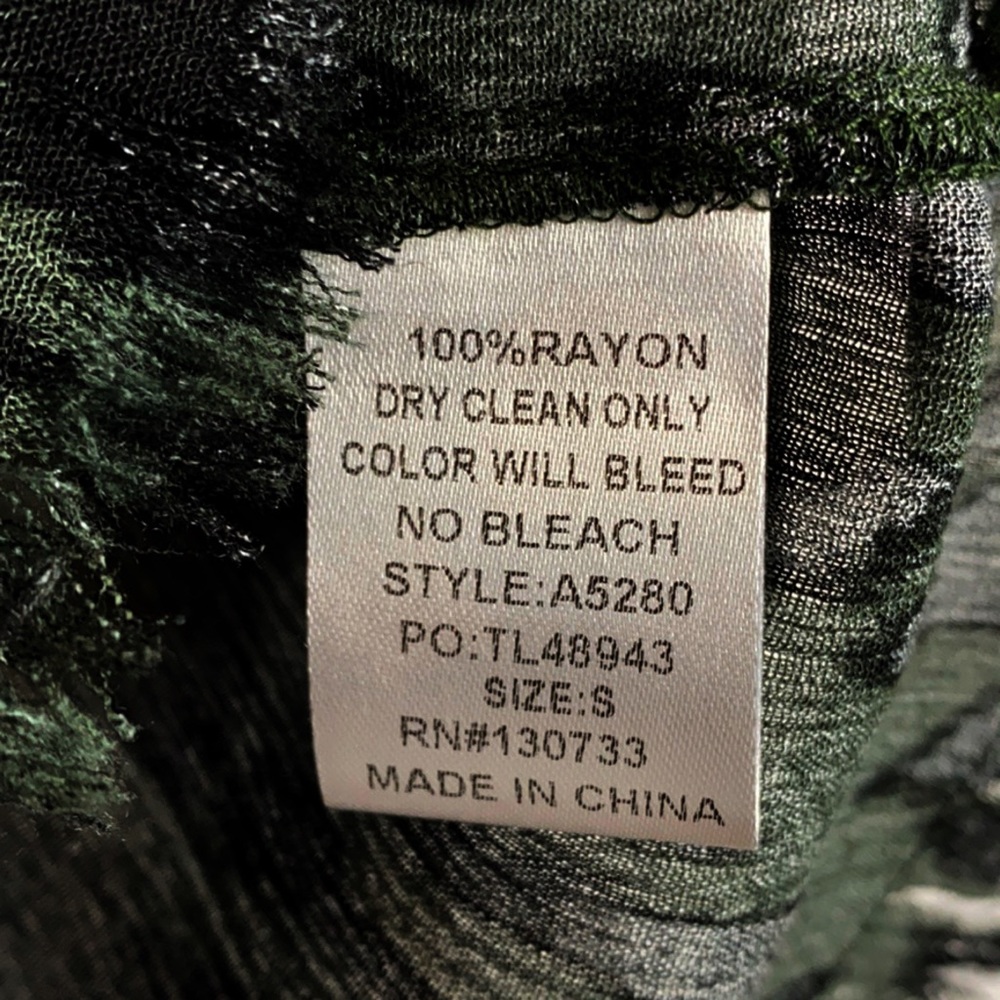 100%RAYON
DRY CLEAN ONLY
COLOR WILL BLEED
NO BLEACH
STYLE:A5280
PO:TL48943
SIZE:S
RN#130733
MADE IN CHINA